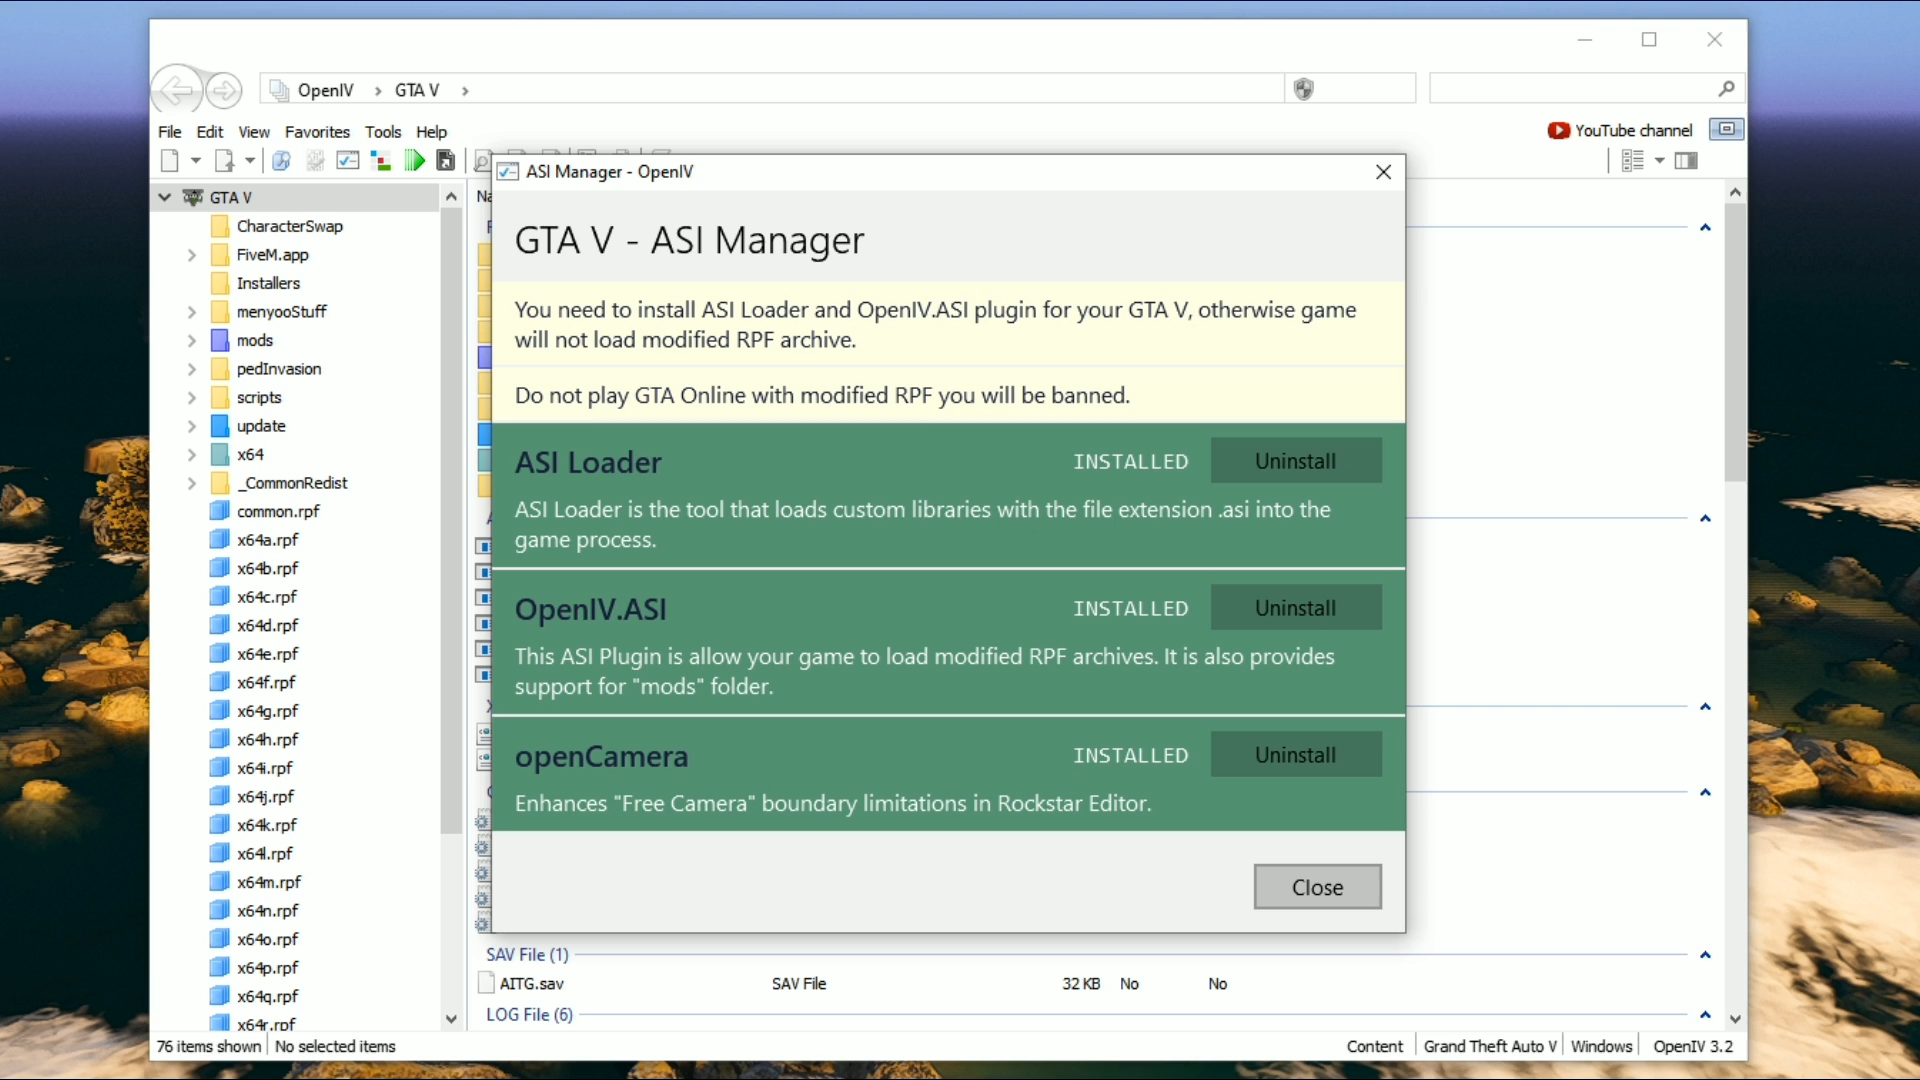 OpenIV > GTA V >
File Edit View Favorites Tools Help
YouTube channel
GTA V
CharacterSwap
FiveM.app
Installers
menyooStuff
mods
pedInvasion
scripts
update
x64
_CommonRedist
common.rpf
x64a.rpf
x64b.rpf
x64c.rpf
x64d.rpf
x64e.rpf
x64f.rpf
x64g.rpf
x64h.rpf
x64i.rpf
x64j.rpf
x64k.rpf
x64l.rpf
x64m.rpf
x64n.rpf
x64o.rpf
x64p.rpf
x64q.rpf
x64r.rpf
ASI Manager - OpenIV
GTA V - ASI Manager
You need to install ASI Loader and OpenIV.ASI plugin for your GTA V, otherwise game
will not load modified RPF archive.
Do not play GTA Online with modified RPF you will be banned.
ASI Loader INSTALLED Uninstall
ASI Loader is the tool that loads custom libraries with the file extension .asi into the
game process.
OpenIV.ASI INSTALLED Uninstall
This ASI Plugin is allow your game to load modified RPF archives. It is also provides
support for "mods" folder.
openCamera INSTALLED Uninstall
Enhances "Free Camera" boundary limitations in Rockstar Editor.
Close
SAV File (1)
AITG.sav SAV File 32 KB No No
LOG File (6)
76 items shown No selected items
Content Grand Theft Auto V Windows OpenIV 3.2